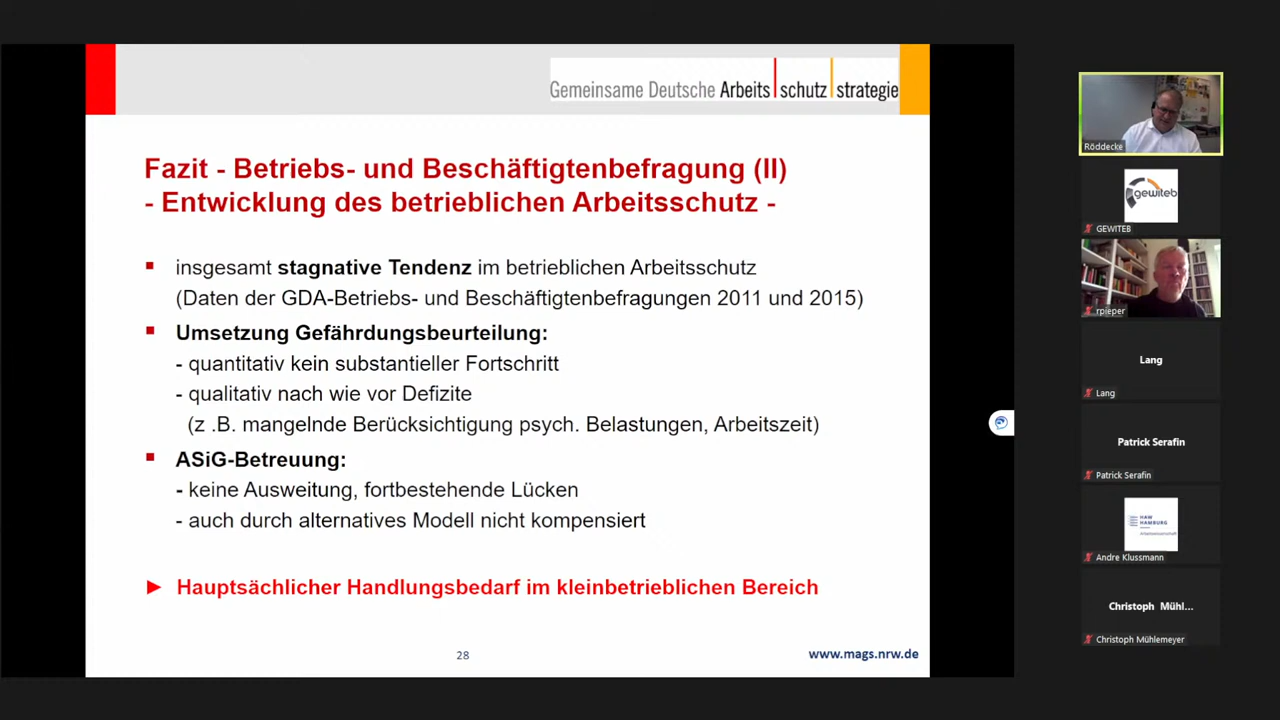 Gemeinsame Deutsche Arbeitsschutzstrategie
Fazit - Betriebs- und Beschäftigtenbefragung (II)
- Entwicklung des betrieblichen Arbeitsschutz -
insgesamt stagnative Tendenz im betrieblichen Arbeitsschutz
(Daten der GDA-Betriebs- und Beschäftigtenbefragungen 2011 und 2015)
Umsetzung Gefährdungsbeurteilung:
- quantitativ kein substantieller Fortschritt
- qualitativ nach wie vor Defizite
(z .B. mangelnde Berücksichtigung psych. Belastungen, Arbeitszeit)
ASiG-Betreuung:
- keine Ausweitung, fortbestehende Lücken
- auch durch alternatives Modell nicht kompensiert
► Hauptsächlicher Handlungsbedarf im kleinbetrieblichen Bereich
28
www.mags.nrw.de
Röddecke
gewiteb
GEWITEB
rpieper
Lang
Lang
Patrick Serafin
Patrick Serafin
HAW
HAMBURG
Andre Klussmann
Christoph Mühl...
Christoph Mühlemeyer